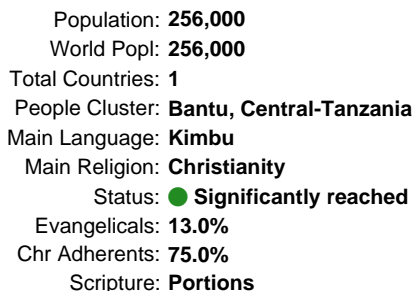 Population: 256,000
World Popl: 256,000
Total Countries: 1
People Cluster: Bantu, Central-Tanzania
Main Language: Kimbu
Main Religion: Christianity
Status: Significantly reached
Evangelicals: 13.0%
Chr Adherents: 75.0%
Scripture: Portions